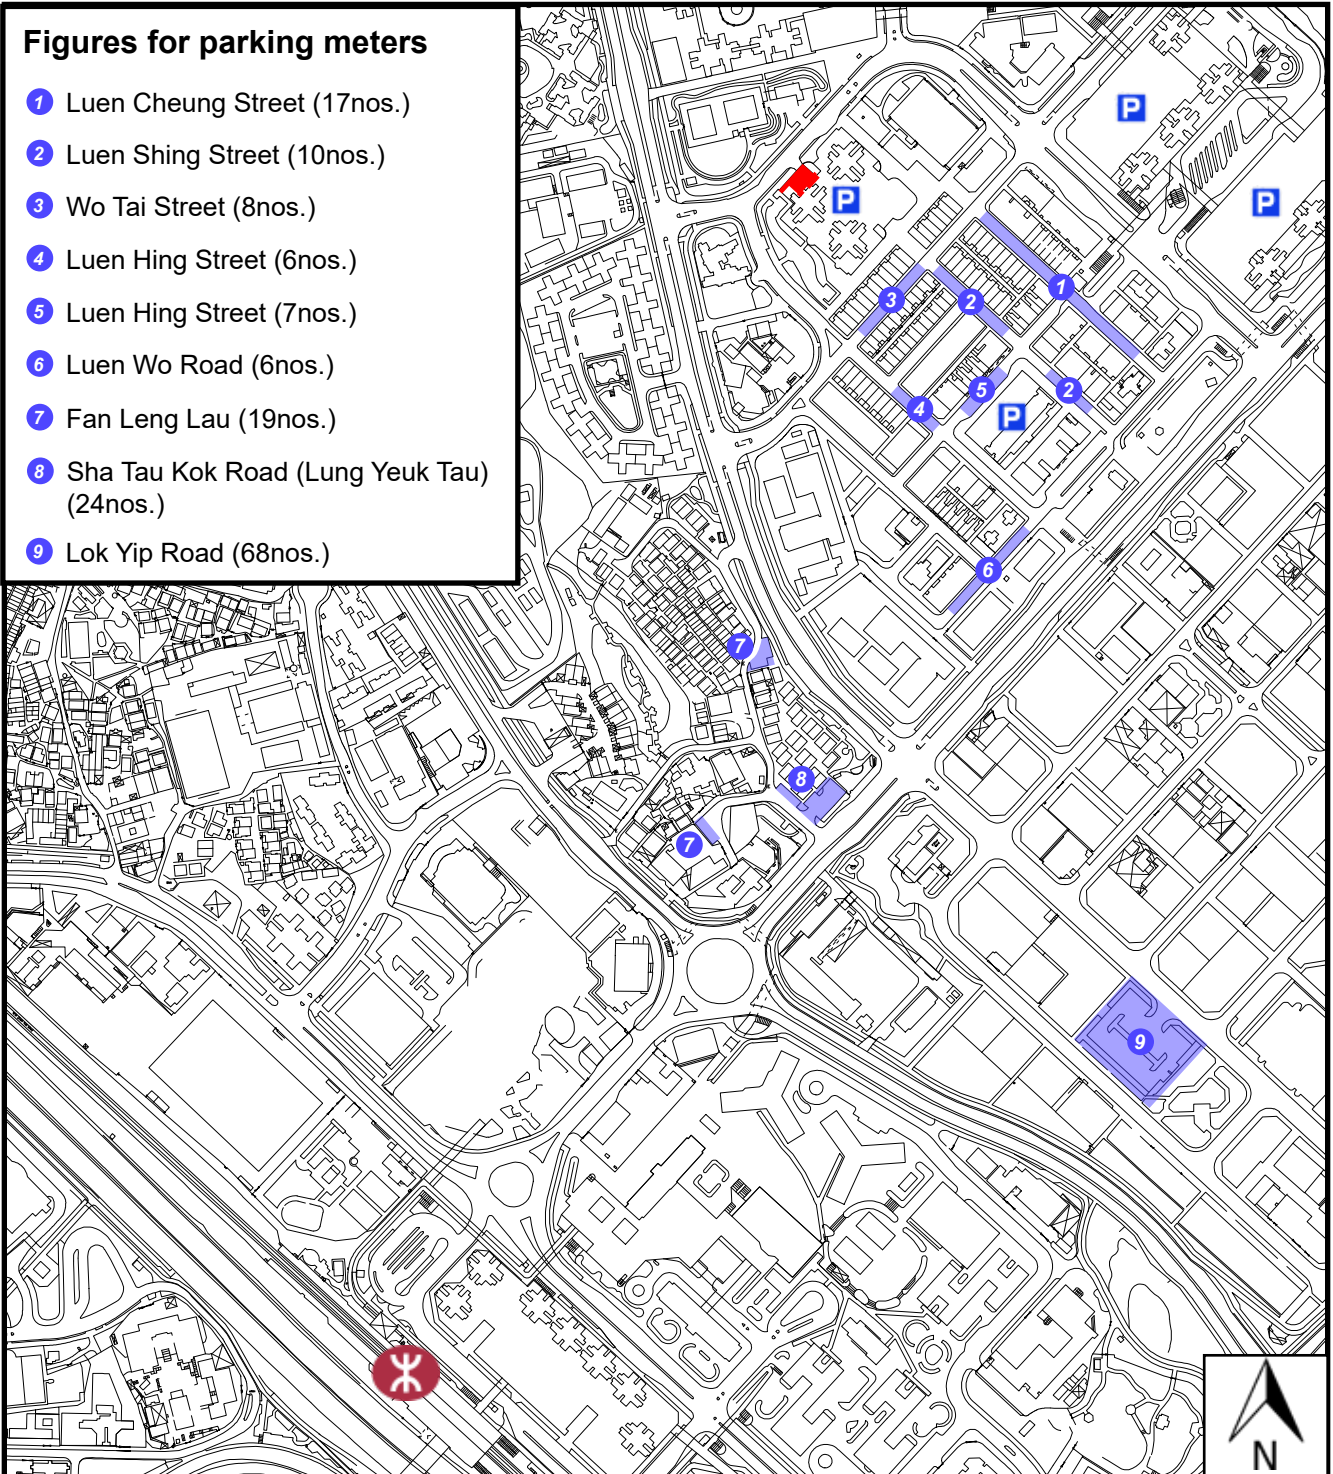 Figures for parking meters
1 Luen Cheung Street (17nos.)
2 Luen Shing Street (10nos.)
3 Wo Tai Street (8nos.)
4 Luen Hing Street (6nos.)
5 Luen Hing Street (7nos.)
6 Luen Wo Road (6nos.)
7 Fan Leng Lau (19nos.)
8 Sha Tau Kok Road (Lung Yeuk Tau)
(24nos.)
9 Lok Yip Road (68nos.)
P
P
P
1
3
2
5
2
4
P
6
7
8
7
9
N